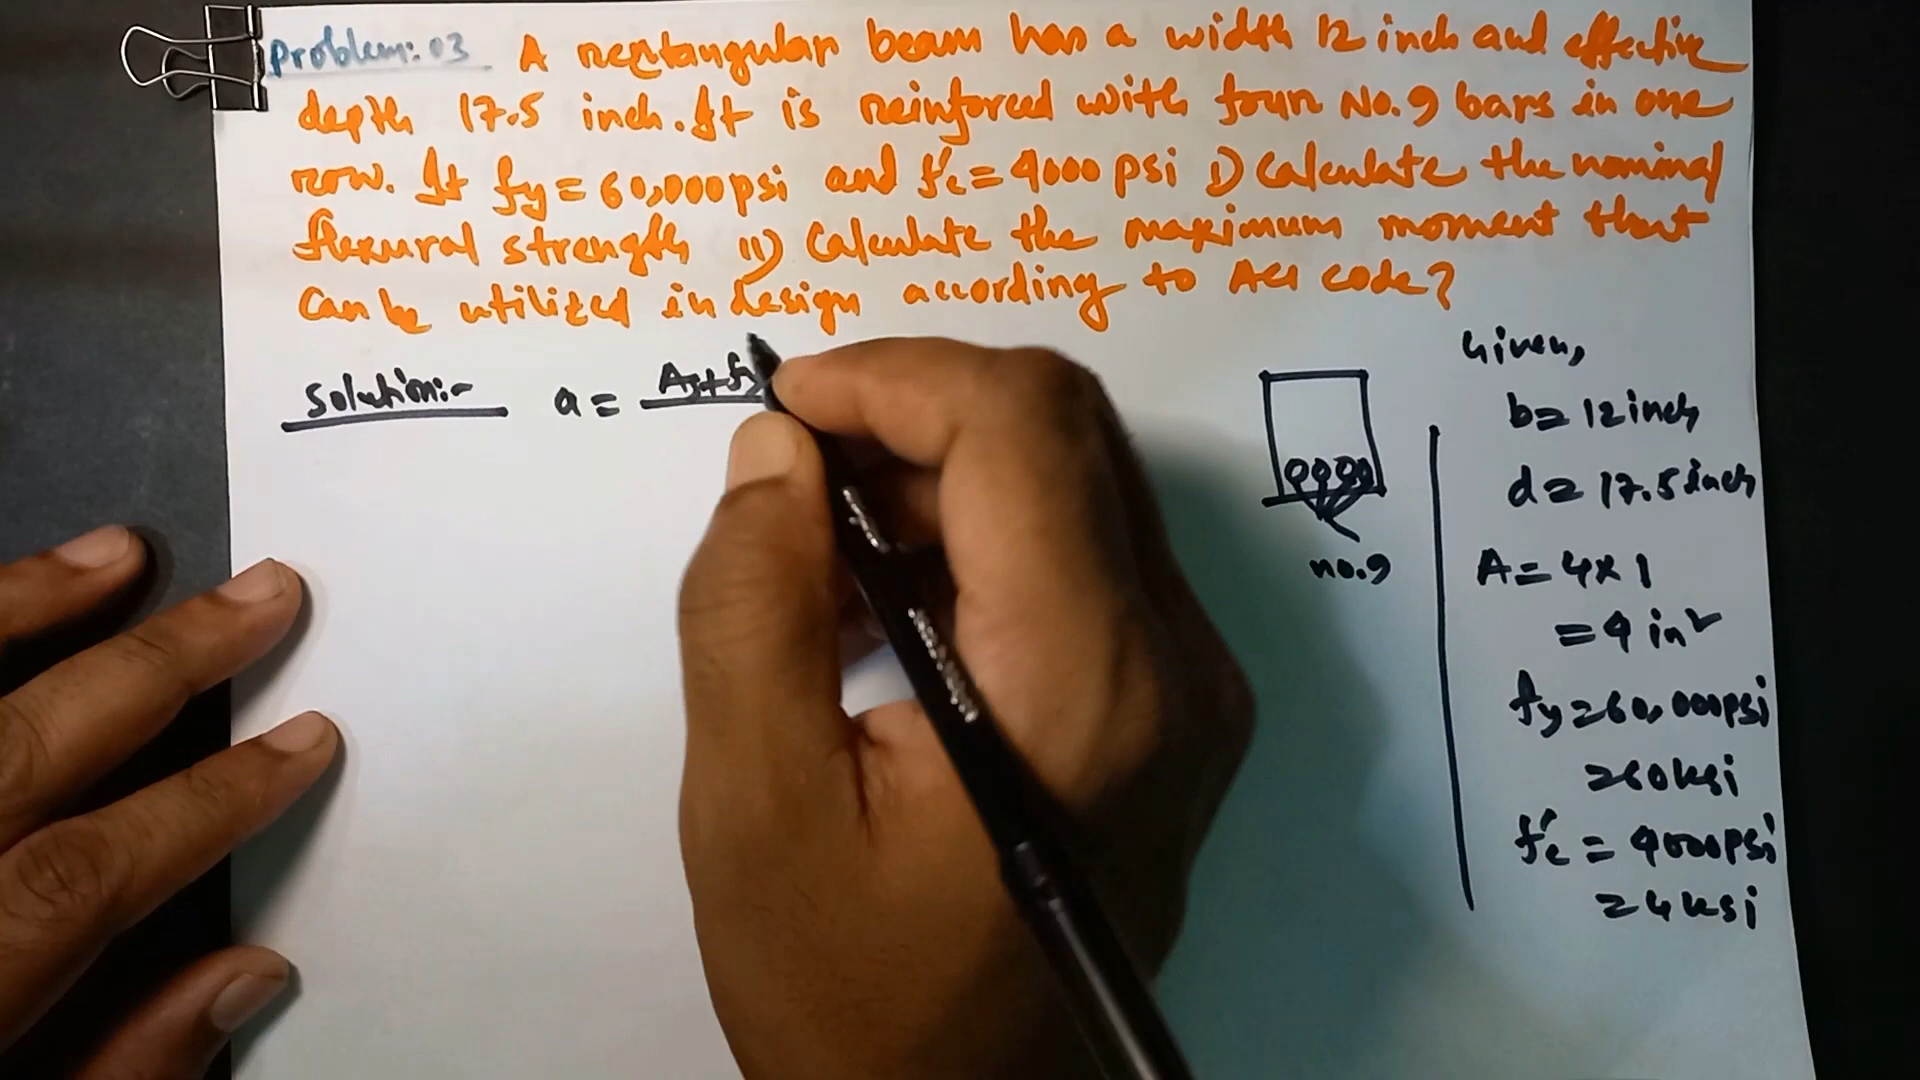 Problem: 03 A rectangular beam has a width 12 inch and effective
depth 17.5 inch. It is reinforced with four No. 9 bars in one
row. If fy = 60,000 psi and f'c = 4000 psi i) Calculate the nominal
flexural strength ii) Calculate the maximum moment that
can be utilized in design according to ACI code?
Solution:- a = Ast fy
no.9
Given,
b = 12 inch
d = 17.5 inch
A = 4 × 1
= 4 in²
fy = 60,000 psi
= 60 ksi
f'c = 4000 psi
= 4 ksi